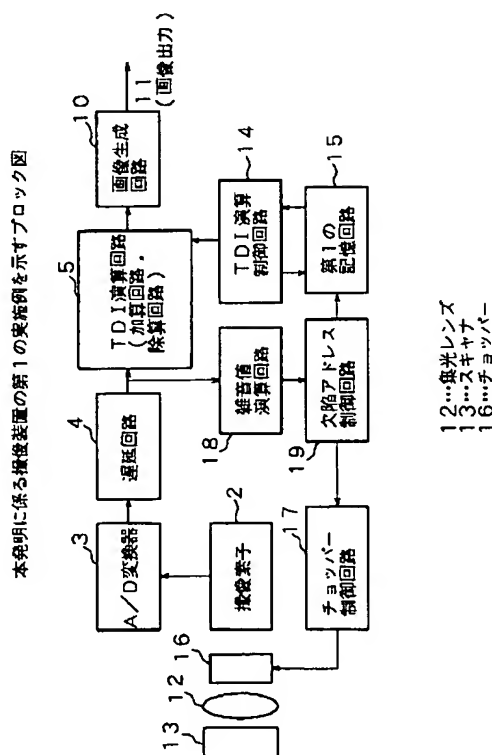 本発明に係る撮像装置の第1の実施例を示すブロック図
13
12
16
2
撮像素子
3
A/D変換器
4
遅延回路
5
TDI演算回路
(加算回路・
除算回路)
10
画像生成
回路
11
(画像出力)
17
チョッパー
制御回路
18
雑音値
演算回路
19
欠陥アドレス
制御回路
14
TDI演算
制御回路
15
第1の
記憶回路
12…集光レンズ
13…スキャナ
16…チョッパー